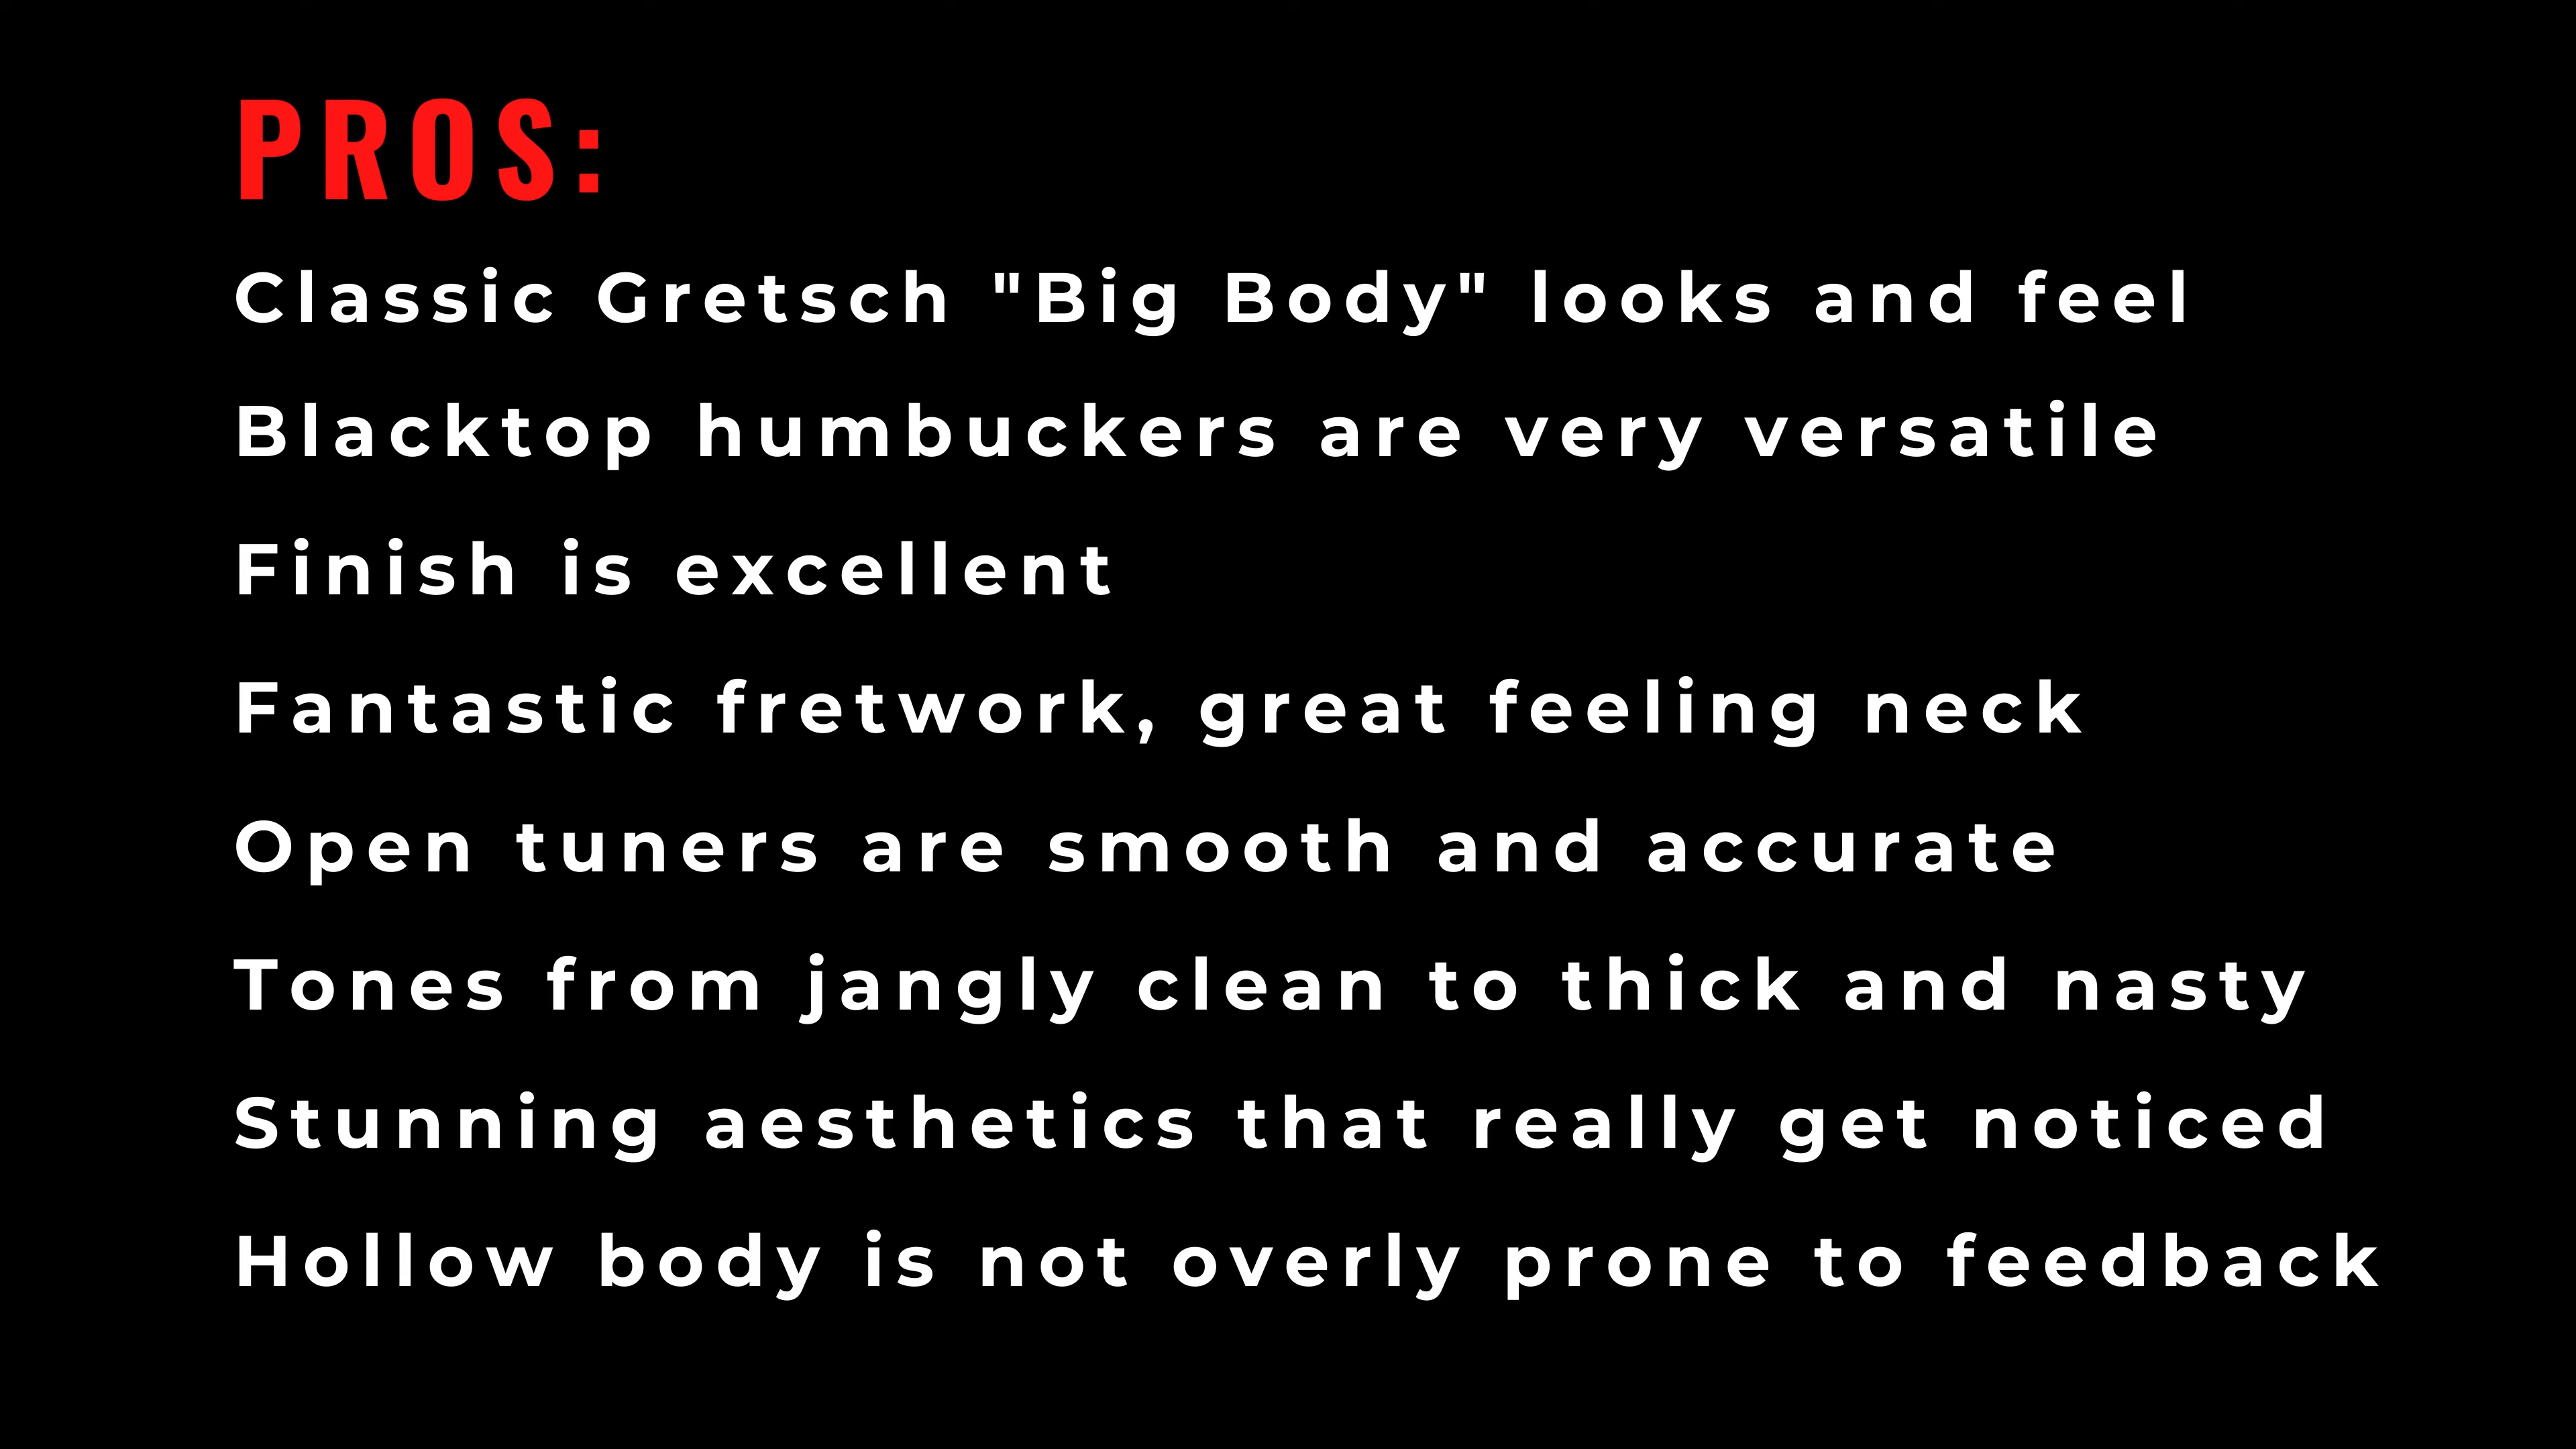 PROS:
Classic Gretsch "Big Body" looks and feel
Blacktop humbuckers are very versatile
Finish is excellent
Fantastic fretwork, great feeling neck
Open tuners are smooth and accurate
Tones from jangly clean to thick and nasty
Stunning aesthetics that really get noticed
Hollow body is not overly prone to feedback